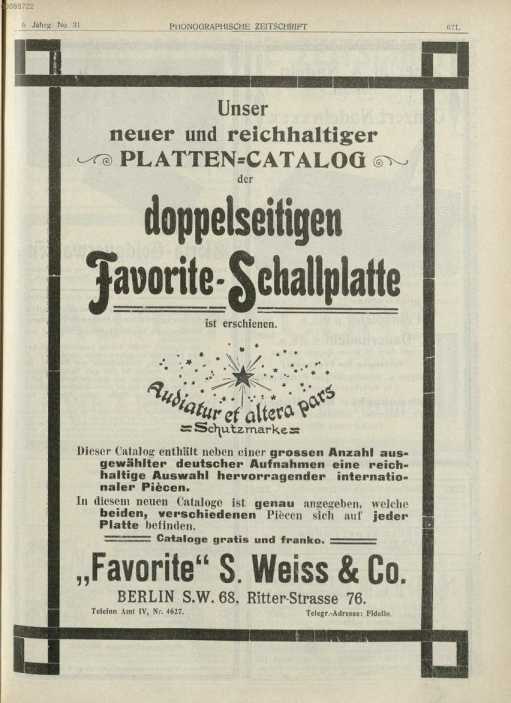 6. Jahrg. No. 31 PHONOGRAPHISCHE ZEITSCHRIFT 671.
Unser
neuer und reichhaltiger
PLATTEN=CATALOG
der
doppelseitigen
Favorite-Schallplatte
ist erschienen.
Audiatur et altera pars
=Schutzmarke=
Dieser Catalog enthält neben einer grossen Anzahl aus-
gewählter deutscher Aufnahmen eine reich-
haltige Auswahl hervorragender internatio-
naler Piècen.
In diesem neuen Cataloge ist genau angegeben, welche
beiden, verschiedenen Piècen sich auf jeder
Platte befinden.
Cataloge gratis und franko.
„Favorite“ S. Weiss & Co.
BERLIN S.W. 68, Ritter-Strasse 76.
Telefon Amt IV, Nr. 4627. Telegr.-Adresse: Fidelio.